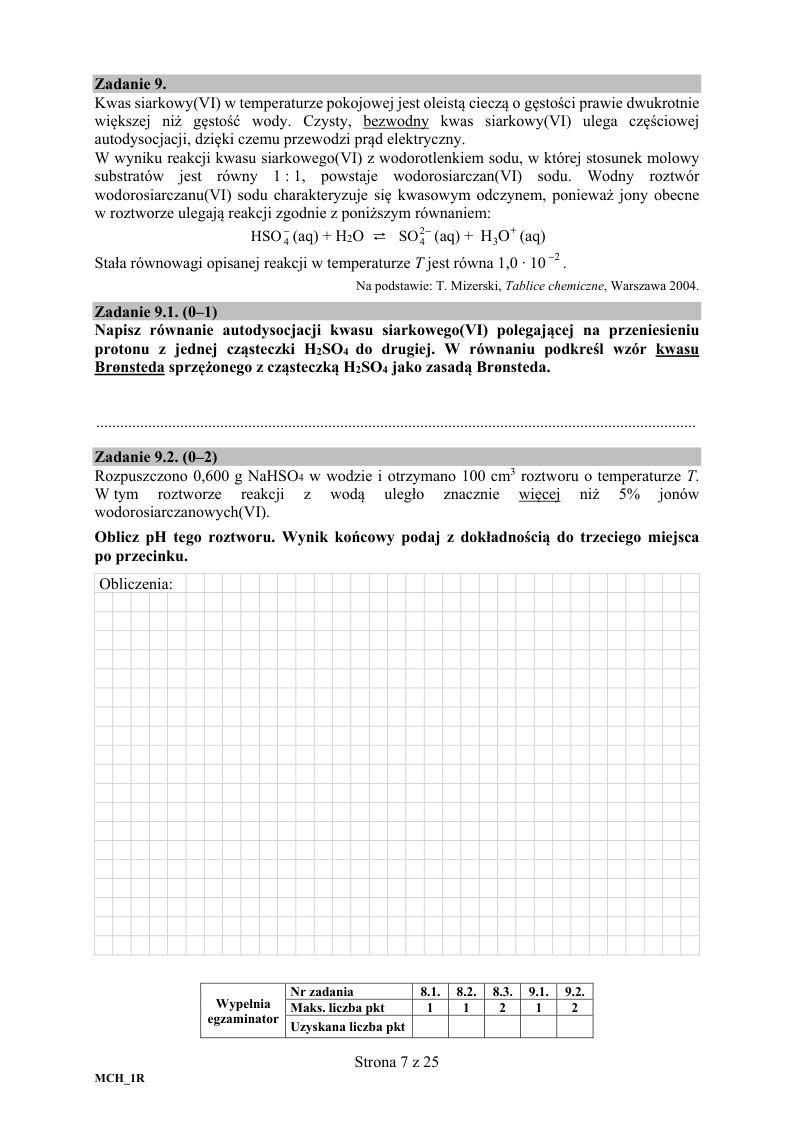 Zadanie 9.
Kwas siarkowy(VI) w temperaturze pokojowej jest oleistą cieczą o gęstości prawie dwukrotnie
większej niż gęstość wody. Czysty, bezwodny kwas siarkowy(VI) ulega częściowej
autodysocjacji, dzięki czemu przewodzi prąd elektryczny.
W wyniku reakcji kwasu siarkowego(VI) z wodorotlenkiem sodu, w której stosunek molowy
substratów jest równy 1 : 1, powstaje wodorosiarczan(VI) sodu. Wodny roztwór
wodorosiarczanu(VI) sodu charakteryzuje się kwasowym odczynem, ponieważ jony obecne
w roztworze ulegają reakcji zgodnie z poniższym równaniem:
HSO₄⁻ (aq) + H₂O ⇄ SO₄²⁻ (aq) + H₃O⁺ (aq)
Stała równowagi opisanej reakcji w temperaturze T jest równa 1,0 · 10⁻² .
Na podstawie: T. Mizerski, Tablice chemiczne, Warszawa 2004.
Zadanie 9.1. (0–1)
Napisz równanie autodysocjacji kwasu siarkowego(VI) polegającej na przeniesieniu
protonu z jednej cząsteczki H₂SO₄ do drugiej. W równaniu podkreśl wzór kwasu
Brønsteda sprzężonego z cząsteczką H₂SO₄ jako zasadą Brønsteda.
......................................................................................................................................................
Zadanie 9.2. (0–2)
Rozpuszczono 0,600 g NaHSO₄ w wodzie i otrzymano 100 cm³ roztworu o temperaturze T.
W tym roztworze reakcji z wodą uległo znacznie więcej niż 5% jonów
wodorosiarczanowych(VI).
Oblicz pH tego roztworu. Wynik końcowy podaj z dokładnością do trzeciego miejsca
po przecinku.
Obliczenia:
Wypełnia egzaminator
Nr zadania 8.1. 8.2. 8.3. 9.1. 9.2.
Maks. liczba pkt 1 1 2 1 2
Uzyskana liczba pkt
Strona 7 z 25
MCH_1R